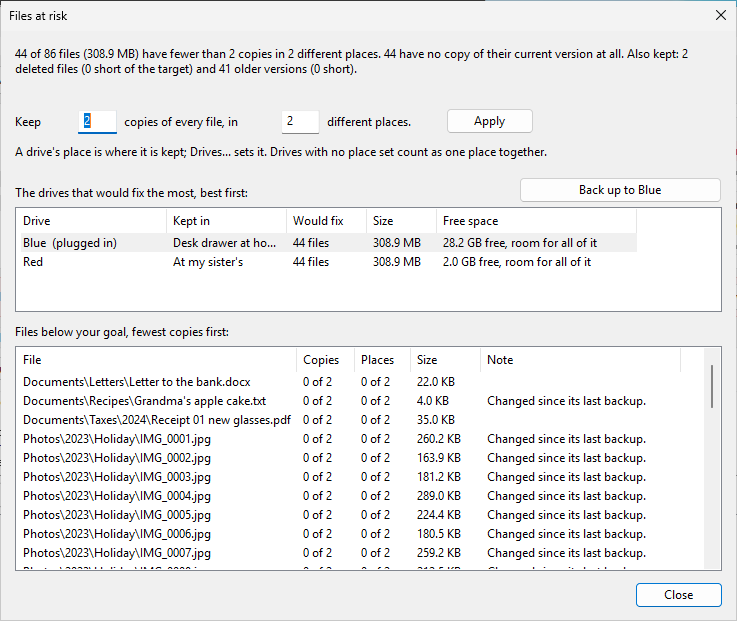 Files at risk
44 of 86 files (308.9 MB) have fewer than 2 copies in 2 different places. 44 have no copy of their current version at all. Also kept: 2
deleted files (0 short of the target) and 41 older versions (0 short).
Keep 2 copies of every file, in 2 different places. Apply
A drive's place is where it is kept; Drives... sets it. Drives with no place set count as one place together.
The drives that would fix the most, best first: Back up to Blue
Drive Kept in Would fix Size Free space
Blue (plugged in) Desk drawer at ho... 44 files 308.9 MB 28.2 GB free, room for all of it
Red At my sister's 44 files 308.9 MB 2.0 GB free, room for all of it
Files below your goal, fewest copies first:
File Copies Places Size Note
Documents\Letters\Letter to the bank.docx 0 of 2 0 of 2 22.0 KB
Documents\Recipes\Grandma's apple cake.txt 0 of 2 0 of 2 4.0 KB Changed since its last backup.
Documents\Taxes\2024\Receipt 01 new glasses.pdf 0 of 2 0 of 2 35.0 KB
Photos\2023\Holiday\IMG_0001.jpg 0 of 2 0 of 2 260.2 KB Changed since its last backup.
Photos\2023\Holiday\IMG_0002.jpg 0 of 2 0 of 2 163.9 KB Changed since its last backup.
Photos\2023\Holiday\IMG_0003.jpg 0 of 2 0 of 2 181.2 KB Changed since its last backup.
Photos\2023\Holiday\IMG_0004.jpg 0 of 2 0 of 2 289.0 KB Changed since its last backup.
Photos\2023\Holiday\IMG_0005.jpg 0 of 2 0 of 2 224.4 KB Changed since its last backup.
Photos\2023\Holiday\IMG_0006.jpg 0 of 2 0 of 2 180.5 KB Changed since its last backup.
Photos\2023\Holiday\IMG_0007.jpg 0 of 2 0 of 2 259.2 KB Changed since its last backup.
Close